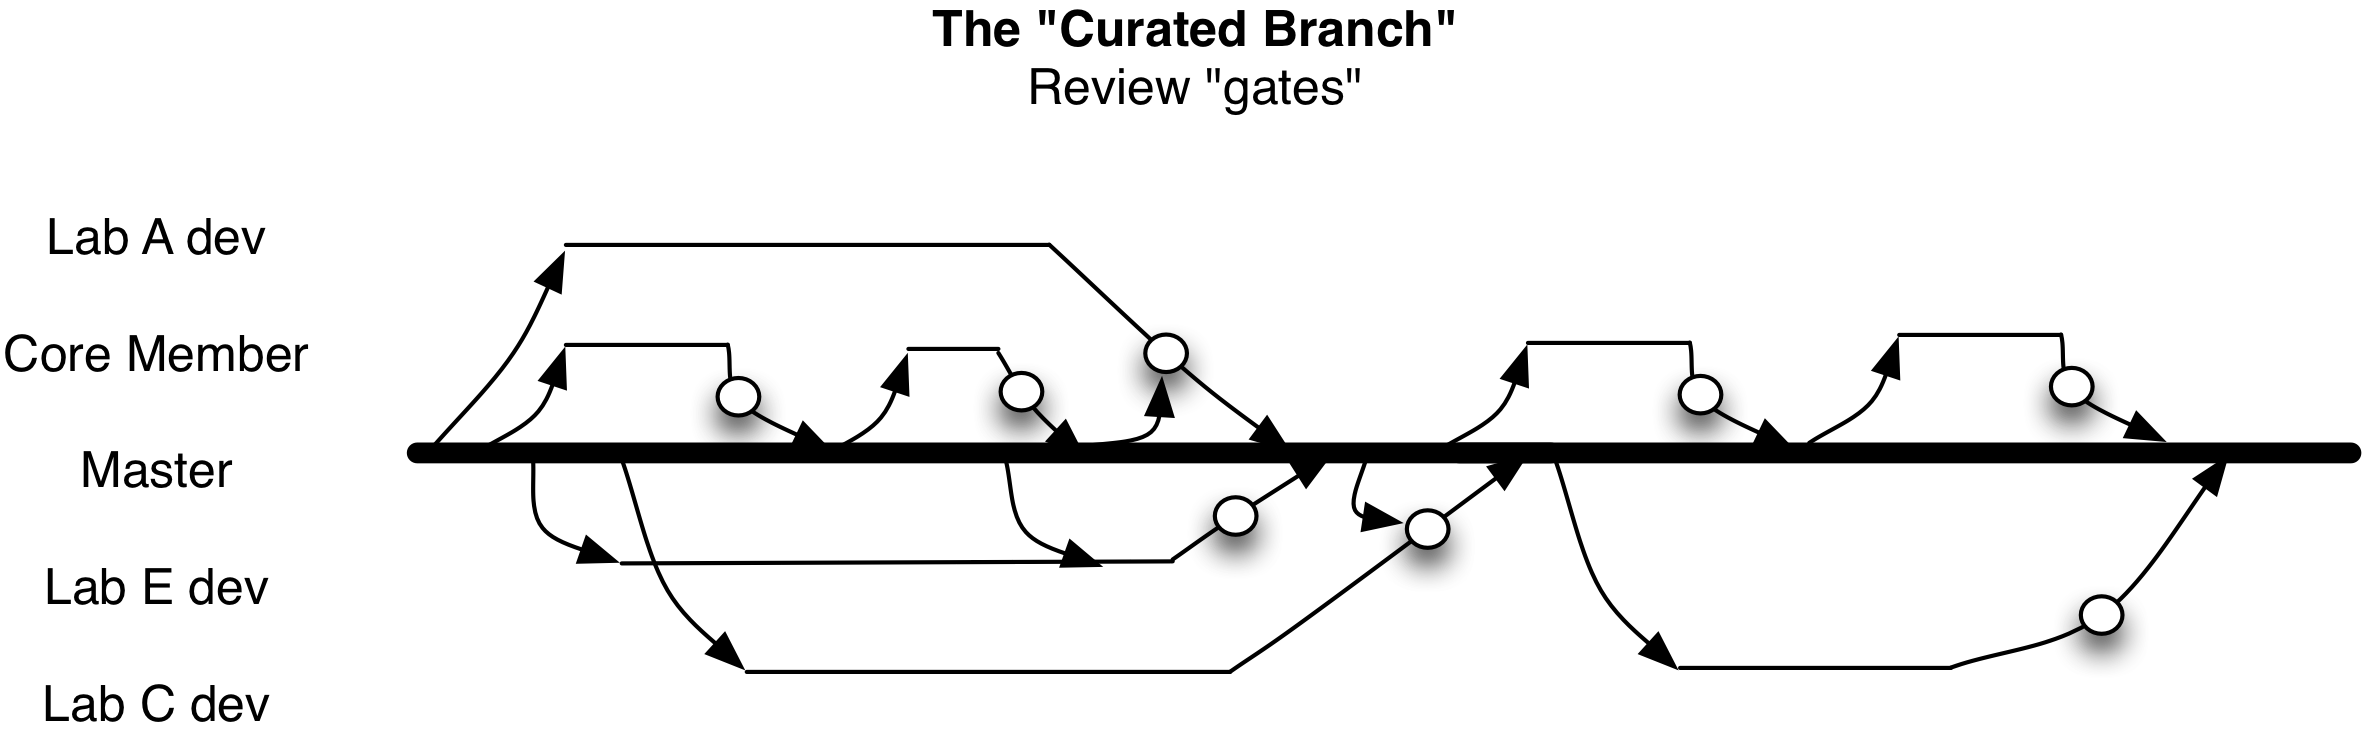 The "Curated Branch"
Review "gates"
Lab A dev
Core Member
Master
Lab E dev
Lab C dev